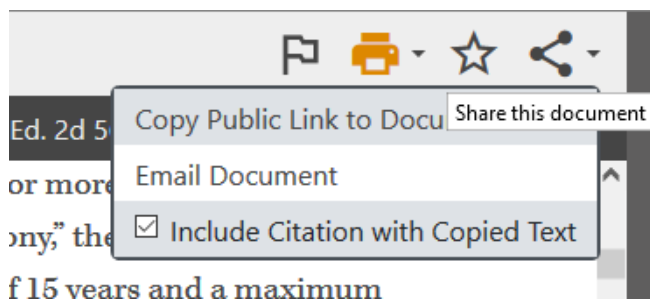 Copy Public Link to Docu
Share this document
Ed. 2d 5
Email Document
or more
Include Citation with Copied Text
ony,” the
f 15 years and a maximum